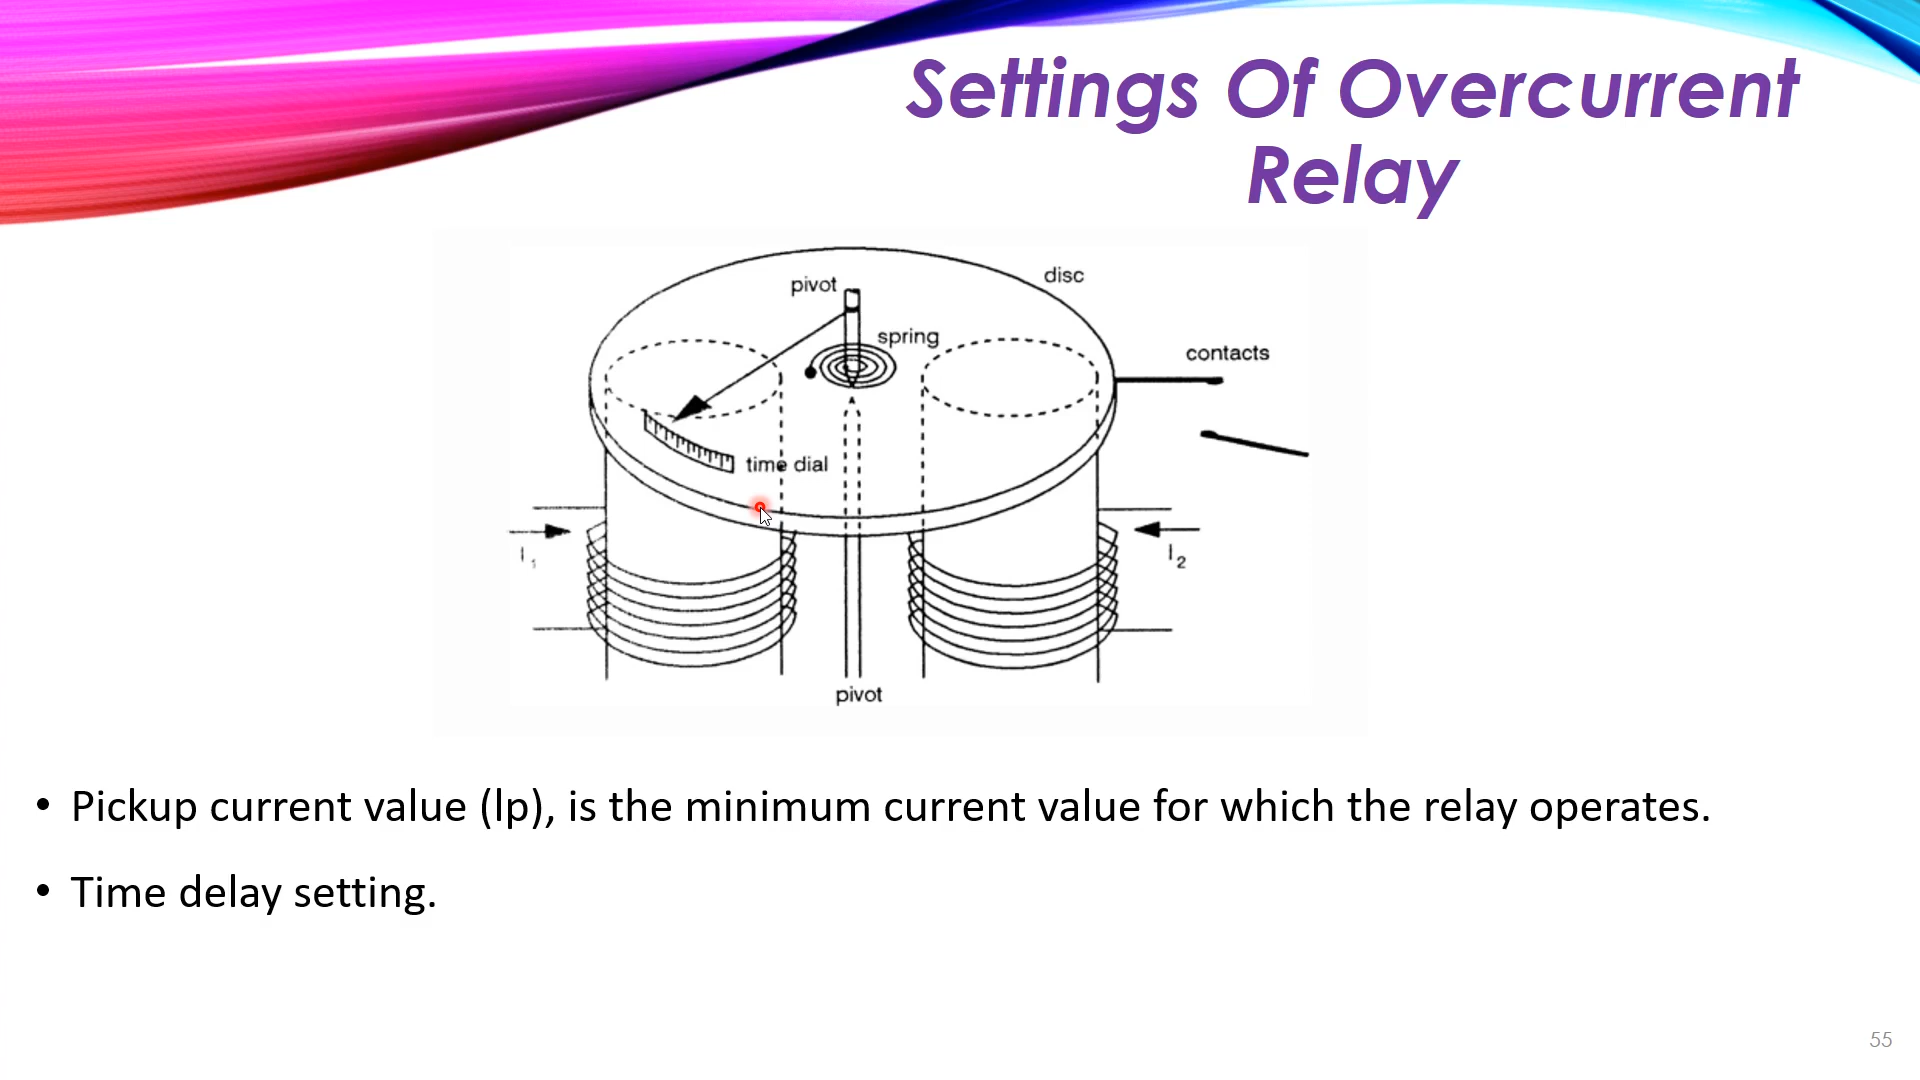 Settings Of Overcurrent
Relay
pivot
disc
spring
contacts
time dial
I1
I2
pivot
• Pickup current value (Ip), is the minimum current value for which the relay operates.
• Time delay setting.
55